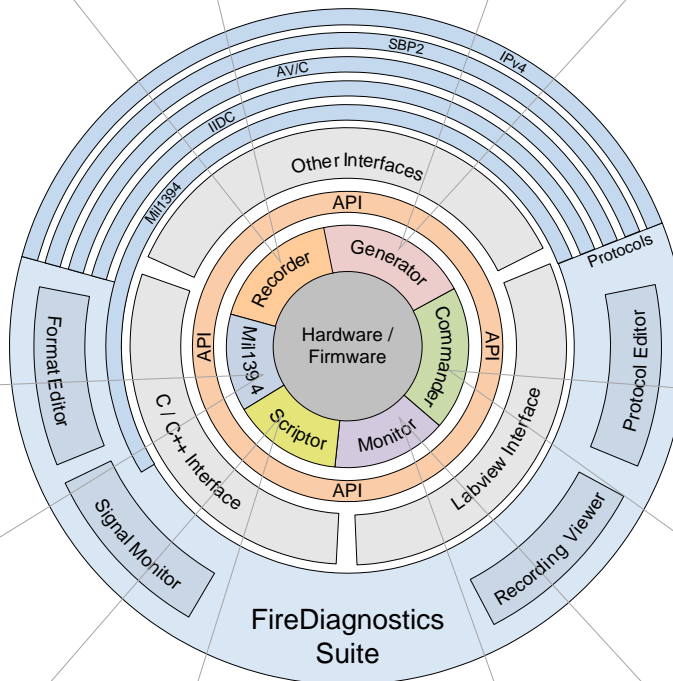 IPv4
SBP2
AV/C
IIDC
Mil1394
Protocols
Other Interfaces
API
Recorder
Generator
Hardware /
Firmware
Mil1394
Commander
Scriptor
Monitor
API
API
API
C / C++ Interface
Labview Interface
Format Editor
Protocol Editor
Signal Monitor
Recording Viewer
FireDiagnostics
Suite